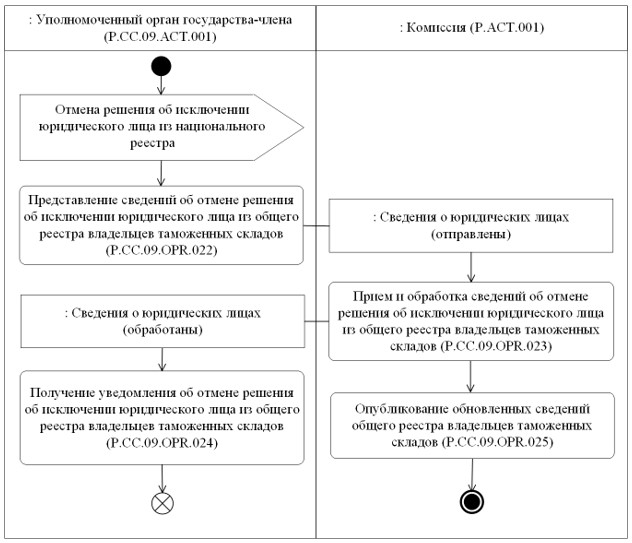 : Уполномоченный орган государства-члена
(P.CC.09.ACT.001)
: Комиссия (P.ACT.001)
Отмена решения об исключении
юридического лица из национального
реестра
Представление сведений об отмене решения
об исключении юридического лица из общего
реестра владельцев таможенных складов
(P.CC.09.OPR.022)
: Сведения о юридических лицах
(отправлены)
: Сведения о юридических лицах
(обработаны)
Прием и обработка сведений об отмене
решения об исключении юридического лица
из общего реестра владельцев таможенных
складов (P.CC.09.OPR.023)
Получение уведомления об отмене решения
об исключении юридического лица из общего
реестра владельцев таможенных складов
(P.CC.09.OPR.024)
Опубликование обновленных сведений
общего реестра владельцев таможенных
складов (P.CC.09.OPR.025)